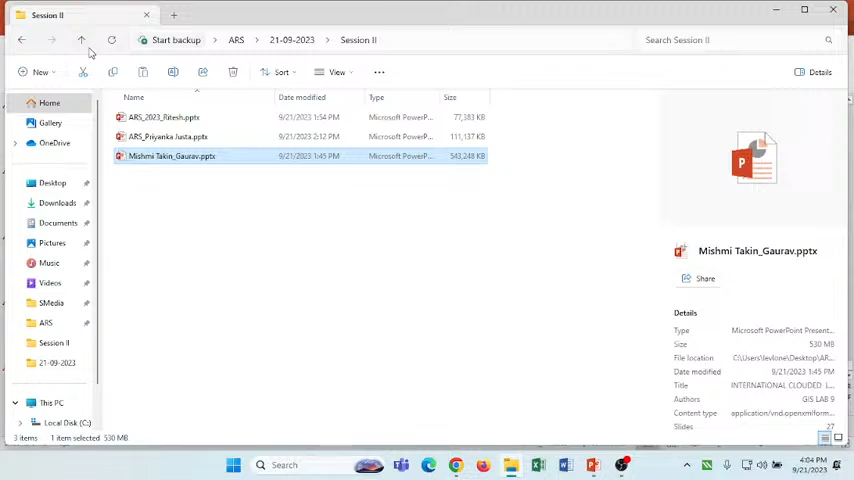 Session II
Start backup > ARS > 21-09-2023 > Session II
Search Session II
New
Sort
View
Details
Name
Date modified
Type
Size
ARS_2023_Ritesh.pptx 9/21/2023 1:54 PM Microsoft PowerP... 77,383 KB
ARS_Priyanka Justa.pptx 9/21/2023 2:12 PM Microsoft PowerP... 111,137 KB
Mishmi Takin_Gaurav.pptx 9/21/2023 1:45 PM Microsoft PowerP... 543,248 KB
Home
Gallery
OneDrive
Desktop
Downloads
Documents
Pictures
Music
Videos
SMedia
ARS
Session II
21-09-2023
This PC
Local Disk (C:)
Mishmi Takin_Gaurav.pptx
Share
Details
Type Microsoft PowerPoint Present...
Size 530 MB
File location C:\Users\levlone\Desktop\AR...
Date modified 9/21/2023 1:45 PM
Title INTERNATIONAL CLOUDED L...
Authors GIS LAB 9
Content type application/vnd.openxmlform...
Slides 27
3 items 1 item selected 530 MB
Search
4:04 PM
9/21/2023